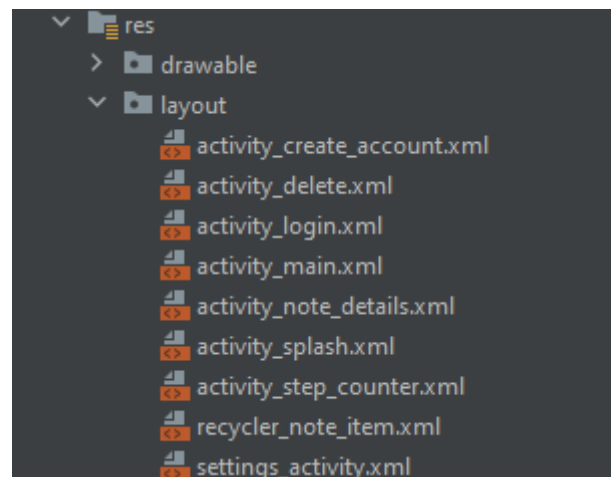 res
drawable
layout
activity_create_account.xml
activity_delete.xml
activity_login.xml
activity_main.xml
activity_note_details.xml
activity_splash.xml
activity_step_counter.xml
recycler_note_item.xml
settings_activity.xml